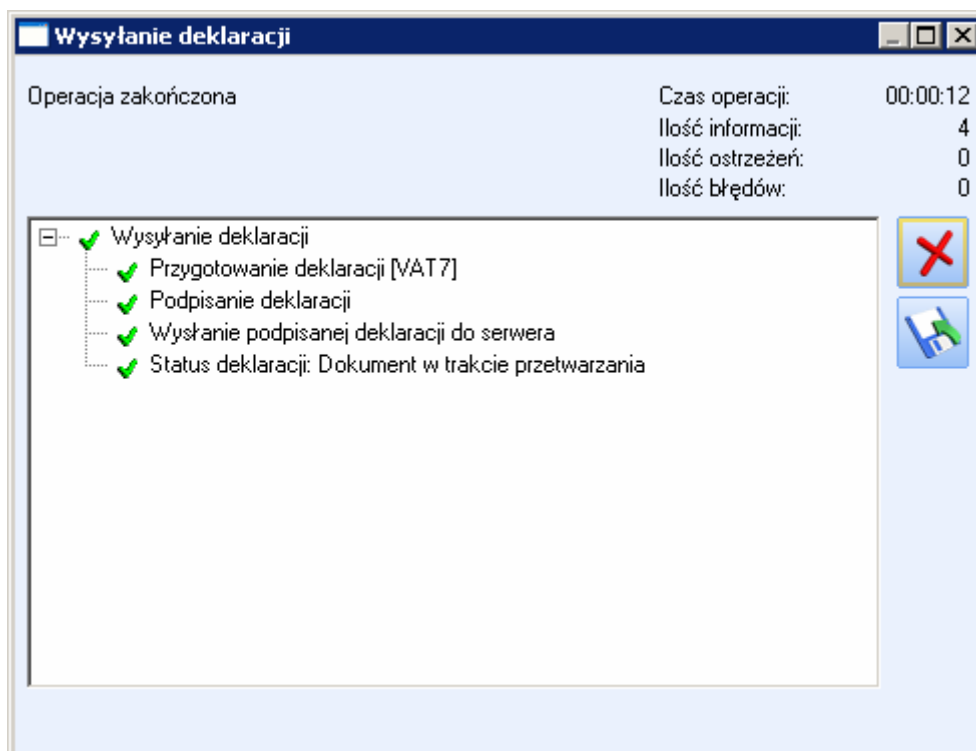 Wysyłanie deklaracji
Operacja zakończona
Czas operacji: 00:00:12
Ilość informacji: 4
Ilość ostrzeżeń: 0
Ilość błędów: 0
Wysyłanie deklaracji
Przygotowanie deklaracji [VAT7]
Podpisanie deklaracji
Wysłanie podpisanej deklaracji do serwera
Status deklaracji: Dokument w trakcie przetwarzania